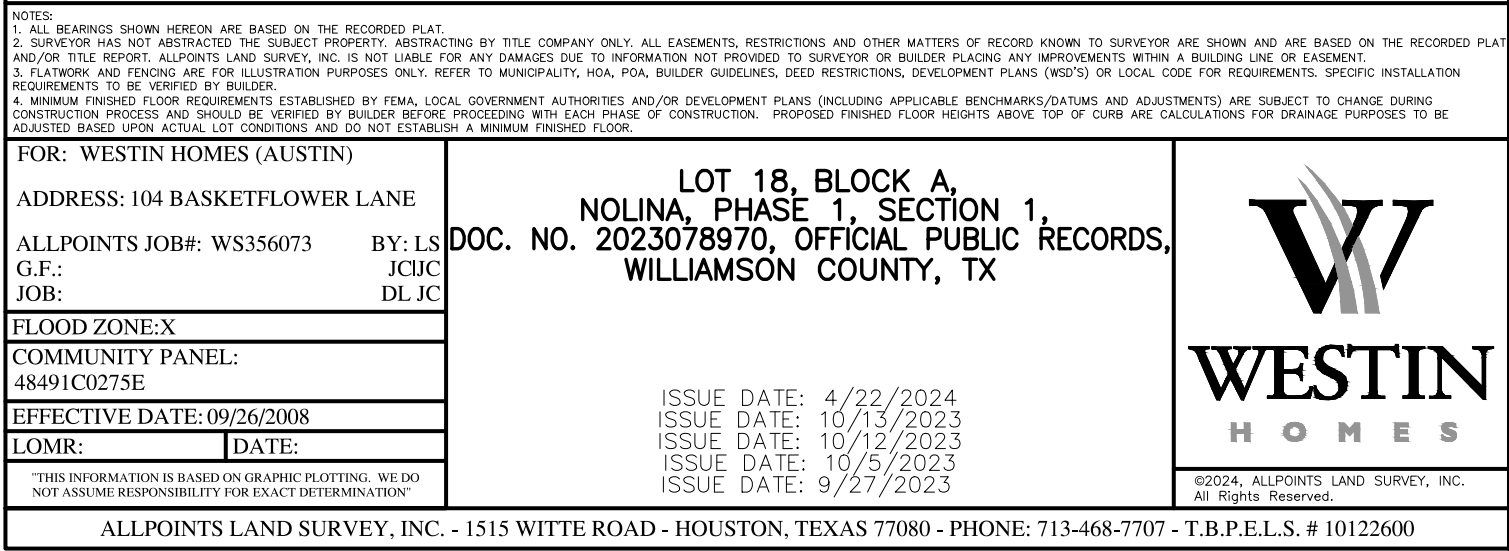 NOTES:
1. ALL BEARINGS SHOWN HEREON ARE BASED ON THE RECORDED PLAT.
2. SURVEYOR HAS NOT ABSTRACTED THE SUBJECT PROPERTY. ABSTRACTING BY TITLE COMPANY ONLY. ALL EASEMENTS, RESTRICTIONS AND OTHER MATTERS OF RECORD KNOWN TO SURVEYOR ARE SHOWN AND ARE BASED ON THE RECORDED PLAT
AND/OR TITLE REPORT. ALLPOINTS LAND SURVEY, INC. IS NOT LIABLE FOR ANY DAMAGES DUE TO INFORMATION NOT PROVIDED TO SURVEYOR OR BUILDER PLACING ANY IMPROVEMENTS WITHIN A BUILDING LINE OR EASEMENT.
3. FLATWORK AND FENCING ARE FOR ILLUSTRATION PURPOSES ONLY. REFER TO MUNICIPALITY, HOA, POA, BUILDER GUIDELINES, DEED RESTRICTIONS, DEVELOPMENT PLANS (WSD'S) OR LOCAL CODE FOR REQUIREMENTS. SPECIFIC INSTALLATION
REQUIREMENTS TO BE VERIFIED BY BUILDER.
4. MINIMUM FINISHED FLOOR REQUIREMENTS ESTABLISHED BY FEMA, LOCAL GOVERNMENT AUTHORITIES AND/OR DEVELOPMENT PLANS (INCLUDING APPLICABLE BENCHMARKS/DATUMS AND ADJUSTMENTS) ARE SUBJECT TO CHANGE DURING
CONSTRUCTION PROCESS AND SHOULD BE VERIFIED BY BUILDER BEFORE PROCEEDING WITH EACH PHASE OF CONSTRUCTION. PROPOSED FINISHED FLOOR HEIGHTS ABOVE TOP OF CURB ARE CALCULATIONS FOR DRAINAGE PURPOSES TO BE
ADJUSTED BASED UPON ACTUAL LOT CONDITIONS AND DO NOT ESTABLISH A MINIMUM FINISHED FLOOR.
FOR: WESTIN HOMES (AUSTIN)
ADDRESS: 104 BASKETFLOWER LANE
ALLPOINTS JOB#: WS356073 BY: LS
G.F.: JC|JC
JOB: DL JC
FLOOD ZONE:X
COMMUNITY PANEL:
48491C0275E
EFFECTIVE DATE: 09/26/2008
LOMR: DATE:
"THIS INFORMATION IS BASED ON GRAPHIC PLOTTING. WE DO
NOT ASSUME RESPONSIBILITY FOR EXACT DETERMINATION"
LOT 18, BLOCK A,
NOLINA, PHASE 1, SECTION 1,
DOC. NO. 2023078970, OFFICIAL PUBLIC RECORDS,
WILLIAMSON COUNTY, TX
ISSUE DATE: 4/22/2024
ISSUE DATE: 10/13/2023
ISSUE DATE: 10/12/2023
ISSUE DATE: 10/5/2023
ISSUE DATE: 9/27/2023
W
WESTIN
HOMES
©2024, ALLPOINTS LAND SURVEY, INC.
All Rights Reserved.
ALLPOINTS LAND SURVEY, INC. - 1515 WITTE ROAD - HOUSTON, TEXAS 77080 - PHONE: 713-468-7707 - T.B.P.E.L.S. # 10122600